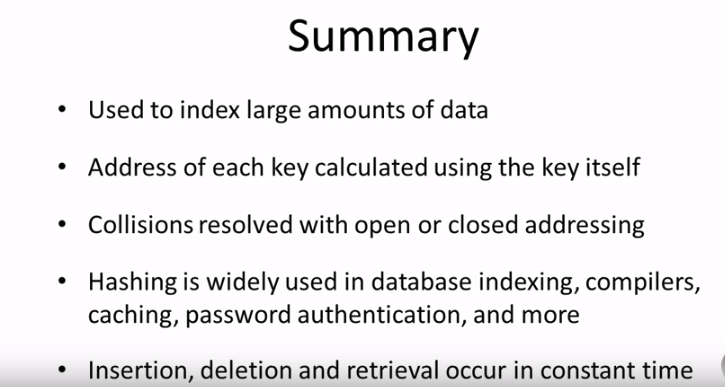 Summary
• Used to index large amounts of data
• Address of each key calculated using the key itself
• Collisions resolved with open or closed addressing
• Hashing is widely used in database indexing, compilers,
caching, password authentication, and more
• Insertion, deletion and retrieval occur in constant time